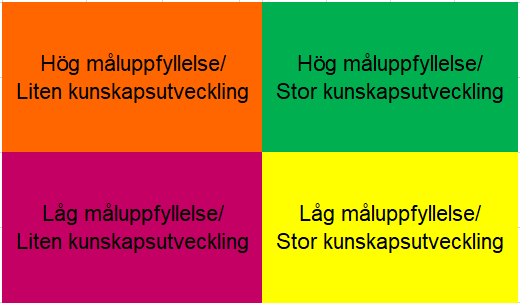 Hög måluppfyllelse/
Liten kunskapsutveckling
Hög måluppfyllelse/
Stor kunskapsutveckling
Låg måluppfyllelse/
Liten kunskapsutveckling
Låg måluppfyllelse/
Stor kunskapsutveckling